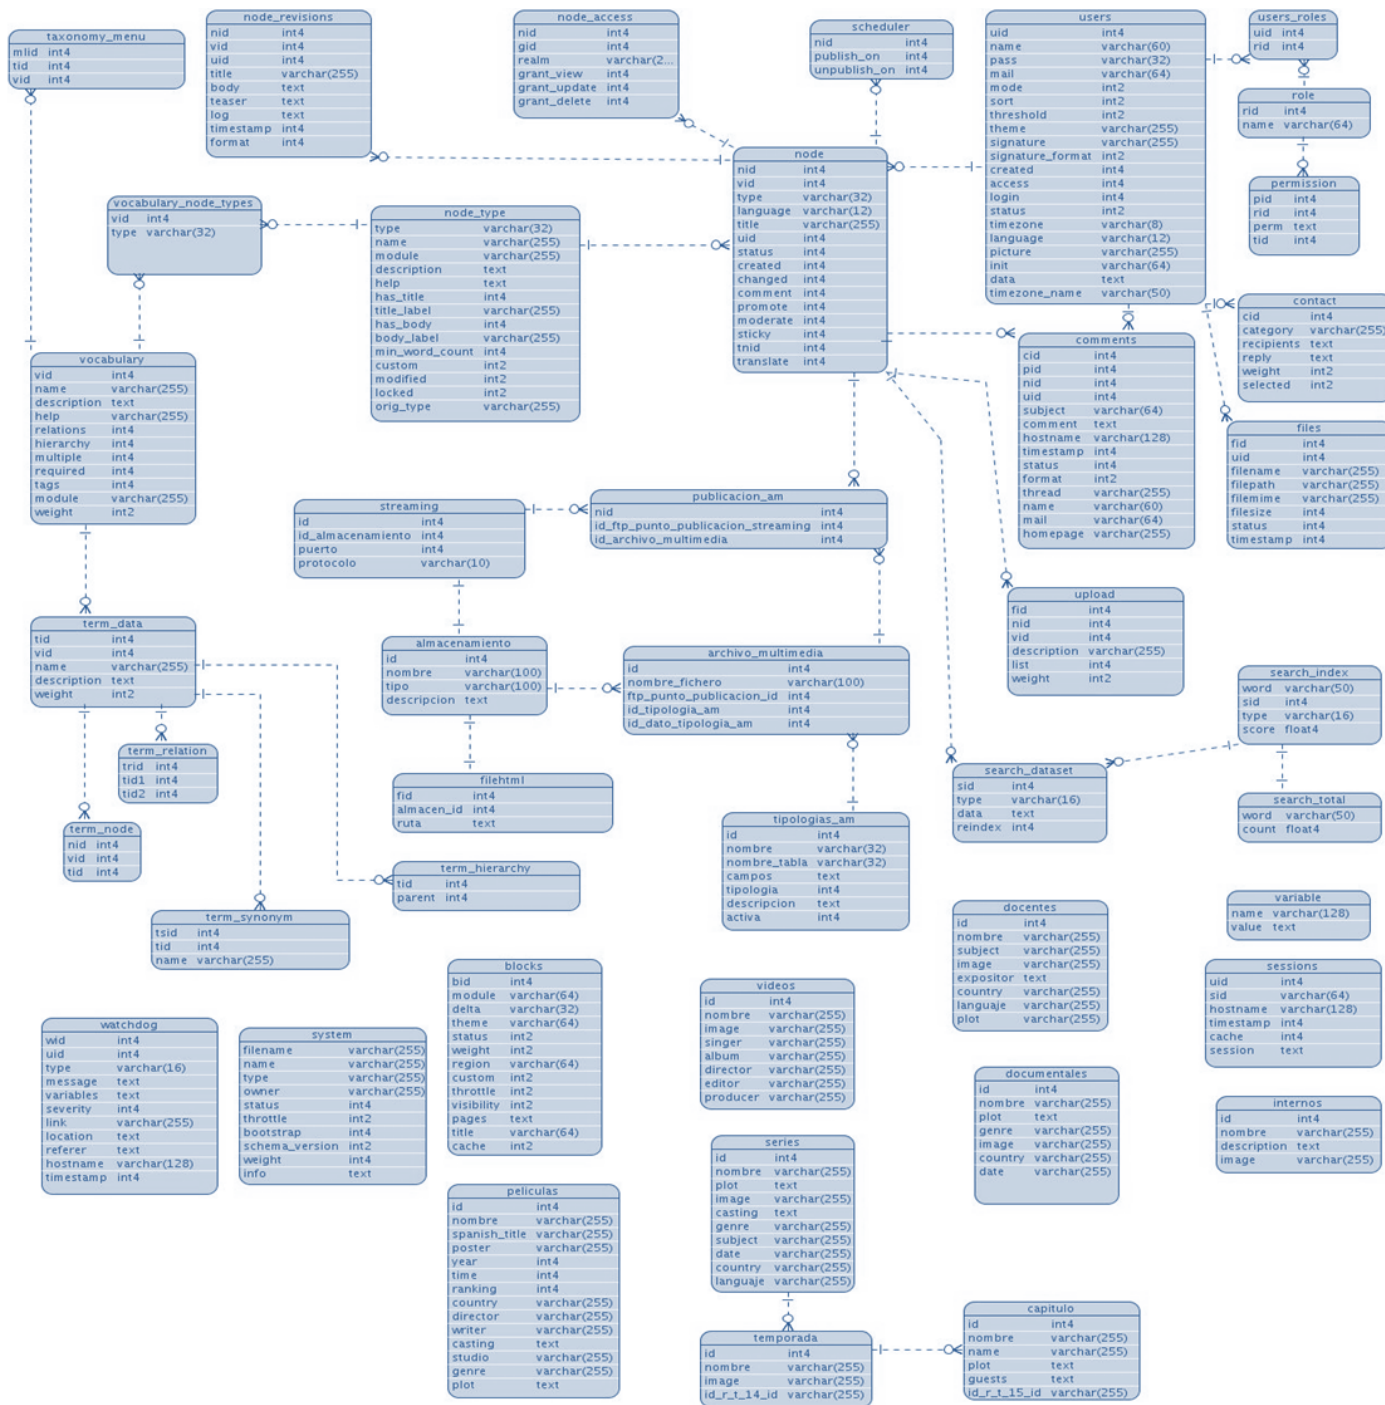 taxonomy_menu
mlid int4
tid int4
vid int4
node_revisions
nid int4
vid int4
uid int4
title varchar(255)
body text
teaser text
log text
timestamp int4
format int4
node_access
nid int4
gid int4
realm varchar(2...
grant_view int4
grant_update int4
grant_delete int4
scheduler
nid int4
publish_on int4
unpublish_on int4
users
uid int4
name varchar(60)
pass varchar(32)
mail varchar(64)
mode int2
sort int2
threshold int2
theme varchar(255)
signature varchar(255)
signature_format int2
created int4
access int4
login int4
status int2
timezone varchar(8)
language varchar(12)
picture varchar(255)
init varchar(64)
data text
timezone_name varchar(50)
users_roles
uid int4
rid int4
role
rid int4
name varchar(64)
permission
pid int4
rid int4
perm text
tid int4
node
nid int4
vid int4
type varchar(32)
language varchar(12)
title varchar(255)
uid int4
status int4
created int4
changed int4
comment int4
promote int4
moderate int4
sticky int4
tnid int4
translate int4
vocabulary_node_types
vid int4
type varchar(32)
node_type
type varchar(32)
name varchar(255)
module varchar(255)
description text
help text
has_title int4
title_label varchar(255)
has_body int4
body_label varchar(255)
min_word_count int4
custom int2
modified int2
locked int2
orig_type varchar(255)
contact
cid int4
category varchar(255)
recipients text
reply text
weight int2
selected int2
comments
cid int4
pid int4
nid int4
uid int4
subject varchar(64)
comment text
hostname varchar(128)
timestamp int4
status int4
format int2
thread varchar(255)
name varchar(60)
mail varchar(64)
homepage varchar(255)
files
fid int4
uid int4
filename varchar(255)
filepath varchar(255)
filemime varchar(255)
filesize int4
status int4
timestamp int4
vocabulary
vid int4
name varchar(255)
description text
help varchar(255)
relations int4
hierarchy int4
multiple int4
required int4
tags int4
module varchar(255)
weight int2
streaming
id int4
id_almacenamiento int4
puerto int4
protocolo varchar(10)
publicacion_am
nid int4
id_ftp_punto_publicacion_streaming int4
id_archivo_multimedia int4
upload
fid int4
nid int4
vid int4
description varchar(255)
list int4
weight int2
term_data
tid int4
vid int4
name varchar(255)
description text
weight int2
almacenamiento
id int4
nombre varchar(100)
tipo varchar(100)
descripcion text
archivo_multimedia
id int4
nombre_fichero varchar(100)
ftp_punto_publicacion_id int4
id_tipologia_am int4
id_dato_tipologia_am int4
search_index
word varchar(50)
sid int4
type varchar(16)
score float4
term_relation
trid int4
tid1 int4
tid2 int4
filehtml
fid int4
almacen_id int4
ruta text
search_dataset
sid int4
type varchar(16)
data text
reindex int4
search_total
word varchar(50)
count float4
term_node
nid int4
vid int4
tid int4
tipologias_am
id int4
nombre varchar(32)
nombre_tabla varchar(32)
campos text
tipologia int4
descripcion text
activa int4
term_hierarchy
tid int4
parent int4
term_synonym
tsid int4
tid int4
name varchar(255)
docentes
id int4
nombre varchar(255)
subject varchar(255)
image varchar(255)
expositor text
country varchar(255)
languaje varchar(255)
plot varchar(255)
variable
name varchar(128)
value text
blocks
bid int4
module varchar(64)
delta varchar(32)
theme varchar(64)
status int2
weight int2
region varchar(64)
custom int2
throttle int2
visibility int2
pages text
title varchar(64)
cache int2
videos
id int4
nombre varchar(255)
image varchar(255)
singer varchar(255)
album varchar(255)
director varchar(255)
editor varchar(255)
producer varchar(255)
sessions
uid int4
sid varchar(64)
hostname varchar(128)
timestamp int4
cache int4
session text
watchdog
wid int4
uid int4
type varchar(16)
message text
variables text
severity int4
link varchar(255)
location text
referer text
hostname varchar(128)
timestamp int4
system
filename varchar(255)
name varchar(255)
type varchar(255)
owner varchar(255)
status int4
throttle int2
bootstrap int4
schema_version int2
weight int4
info text
documentales
id int4
nombre varchar(255)
plot text
genre varchar(255)
image varchar(255)
country varchar(255)
date varchar(255)
internos
id int4
nombre varchar(255)
description text
image varchar(255)
series
id int4
nombre varchar(255)
plot text
image varchar(255)
casting text
genre varchar(255)
subject varchar(255)
date varchar(255)
country varchar(255)
languaje varchar(255)
peliculas
id int4
nombre varchar(255)
spanish_title varchar(255)
poster varchar(255)
year int4
time int4
ranking int4
country varchar(255)
director varchar(255)
writer varchar(255)
casting text
studio varchar(255)
genre varchar(255)
plot text
temporada
id int4
nombre varchar(255)
image varchar(255)
id_r_t_14_id varchar(255)
capitulo
id int4
nombre varchar(255)
name varchar(255)
plot text
guests text
id_r_t_15_id varchar(255)